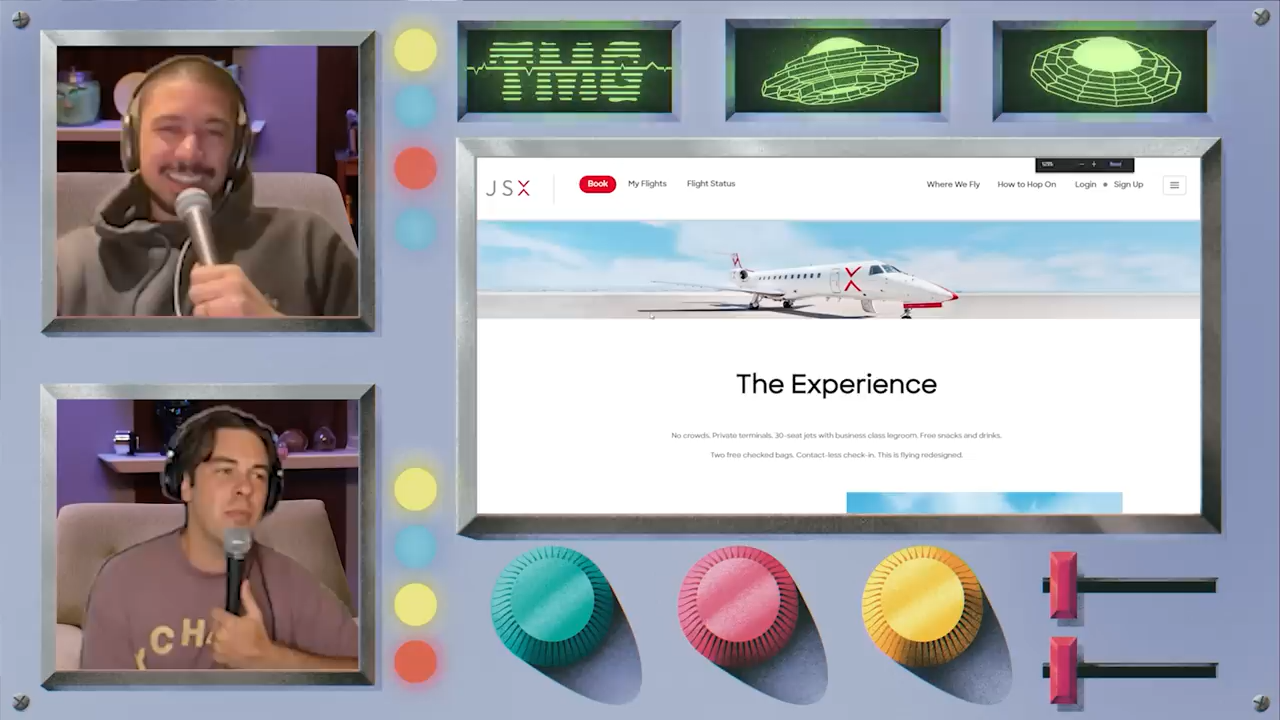 TMG
JSX
Book
My Flights
Flight Status
Where We Fly
How to Hop On
Login
Sign Up
The Experience
No crowds. Private terminals. 30-seat jets with business class legroom. Free snacks and drinks.
Two free checked bags. Contact-less check-in. This is flying redesigned.
X